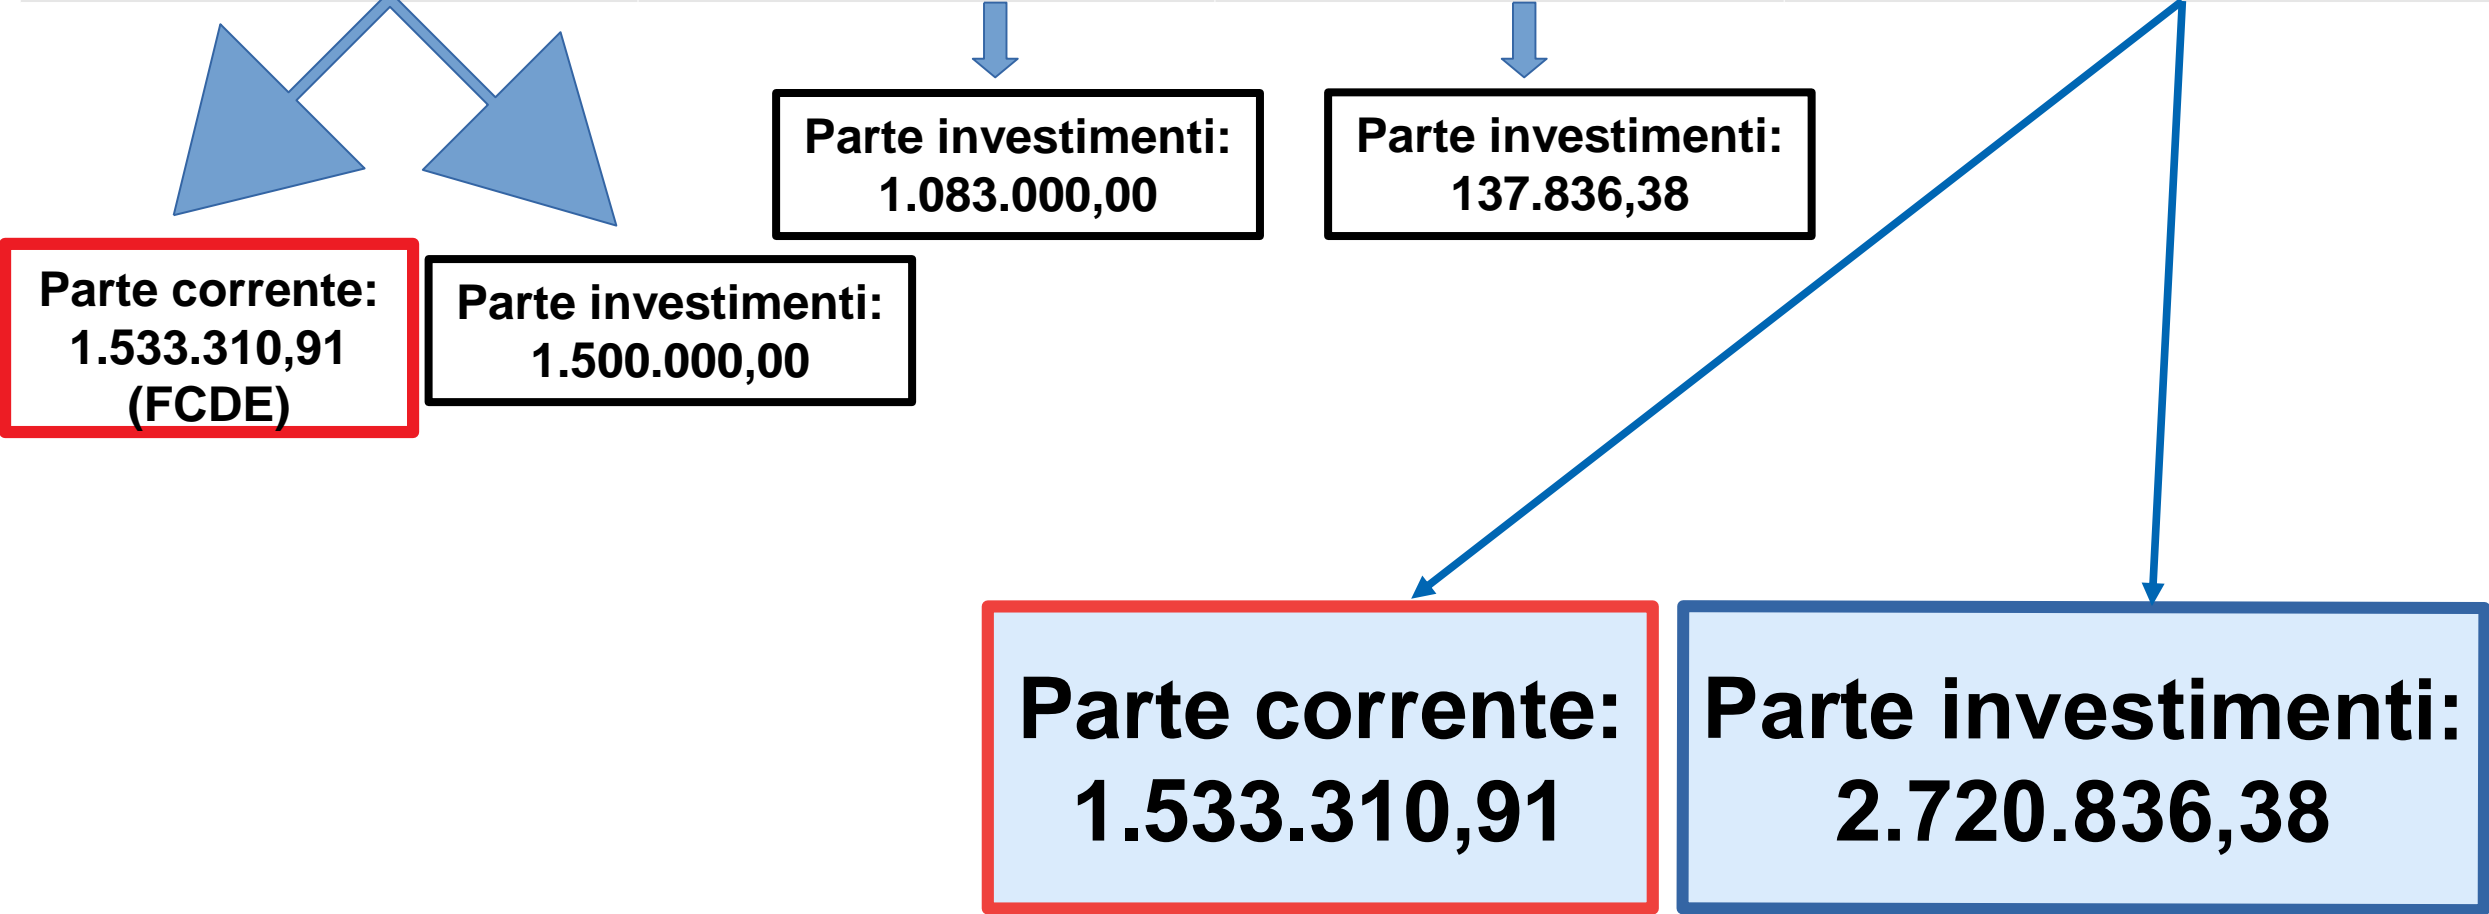 Parte investimenti:
1.083.000,00
Parte investimenti:
137.836,38
Parte corrente:
1.533.310,91
(FCDE)
Parte investimenti:
1.500.000,00
Parte corrente:
1.533.310,91
Parte investimenti:
2.720.836,38